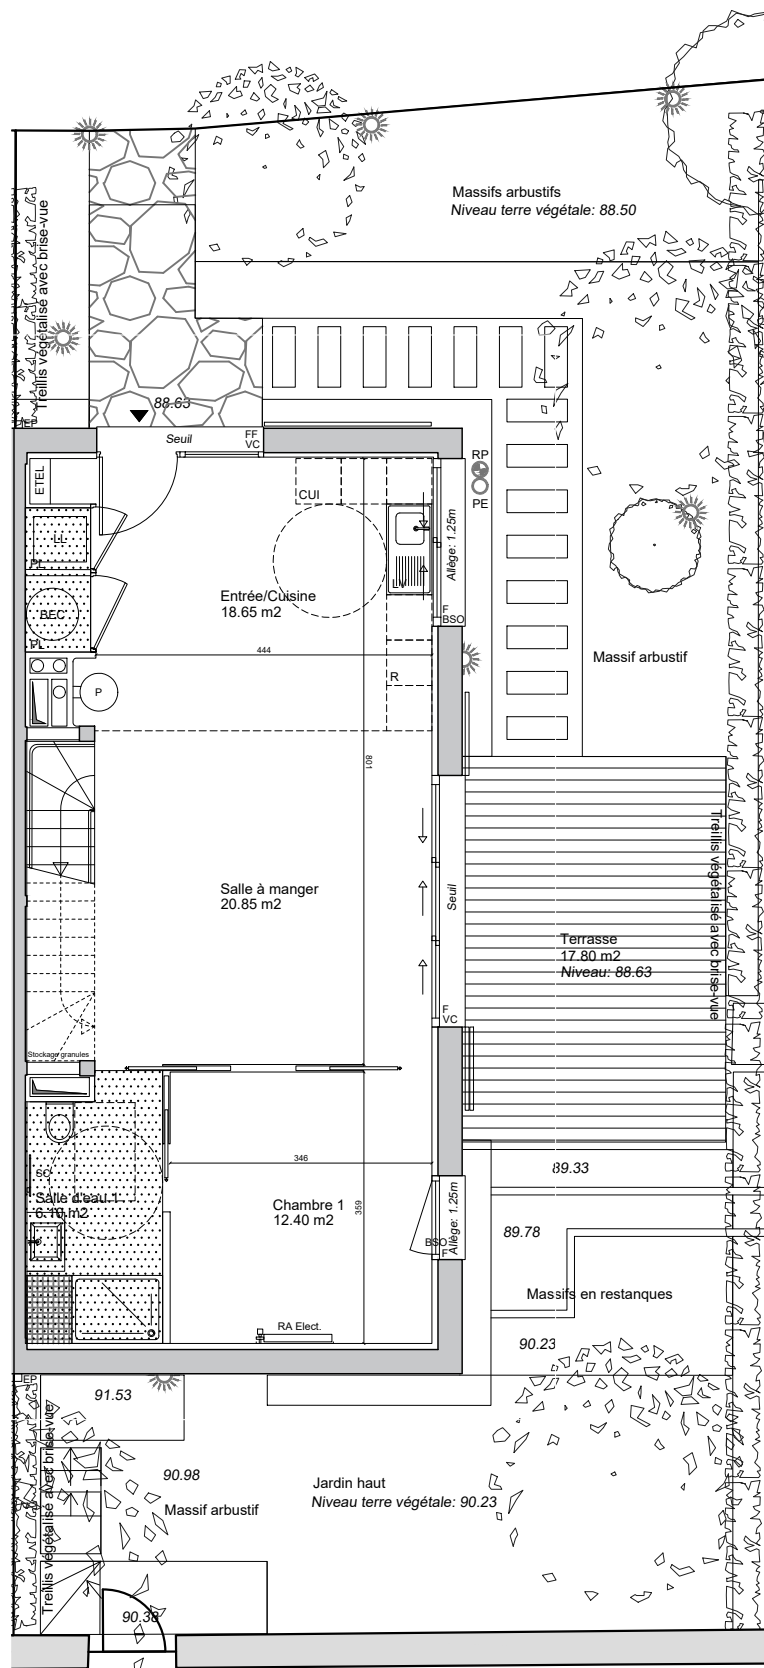 Massifs arbustifs
Niveau terre végétale: 88.50
Treillis végétalisé avec brise-vue
88.63
EP
Seuil
FF
VC
ETEL
CUI
RP
PE
LL
PL
LV
Allège: 1.25m
Entrée/Cuisine
18.65 m2
BEC
F
BSO
PL
444
Massif arbustif
R
P
801
Treillis végétalisé avec brise-vue
Salle à manger
20.85 m2
Seuil
Terrasse
17.80 m2
Niveau: 88.63
F
VC
Stockage granules
346
89.33
SC
Salle d'eau 1
6.10 m2
Chambre 1
12.40 m2
359
Allège: 1.25m
BSO
F
89.78
Massifs en restanques
RA Elect.
90.23
EP
91.53
Treillis végétalisé avec brise-vue
90.98
Massif arbustif
Jardin haut
Niveau terre végétale: 90.23
90.38